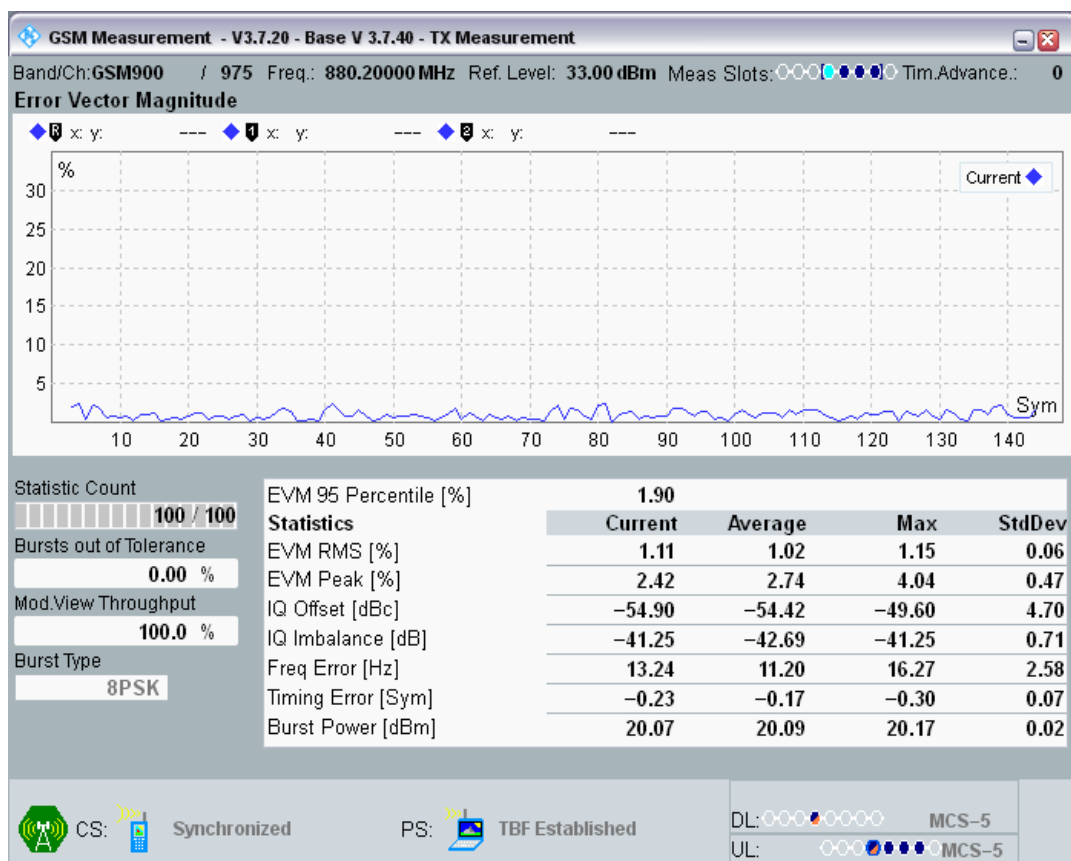 GSM Measurement - V3.7.20 - Base V 3.7.40 - TX Measurement
Band/Ch:GSM900 / 975 Freq.: 880.20000 MHz Ref. Level: 33.00 dBm Meas Slots: Tim.Advance.: 0
Error Vector Magnitude
R x: y: --- 1 x: y: --- 2 x: y: ---
%
Current
30
25
20
15
10
5
Sym
10 20 30 40 50 60 70 80 90 100 110 120 130 140
Statistic Count
100 / 100
Bursts out of Tolerance
0.00 %
Mod.View Throughput
100.0 %
Burst Type
8PSK
EVM 95 Percentile [%] 1.90
Statistics Current Average Max StdDev
EVM RMS [%] 1.11 1.02 1.15 0.06
EVM Peak [%] 2.42 2.74 4.04 0.47
IQ Offset [dBc] −54.90 −54.42 −49.60 4.70
IQ Imbalance [dB] −41.25 −42.69 −41.25 0.71
Freq Error [Hz] 13.24 11.20 16.27 2.58
Timing Error [Sym] −0.23 −0.17 −0.30 0.07
Burst Power [dBm] 20.07 20.09 20.17 0.02
CS: Synchronized PS: TBF Established
DL: MCS−5
UL: MCS−5